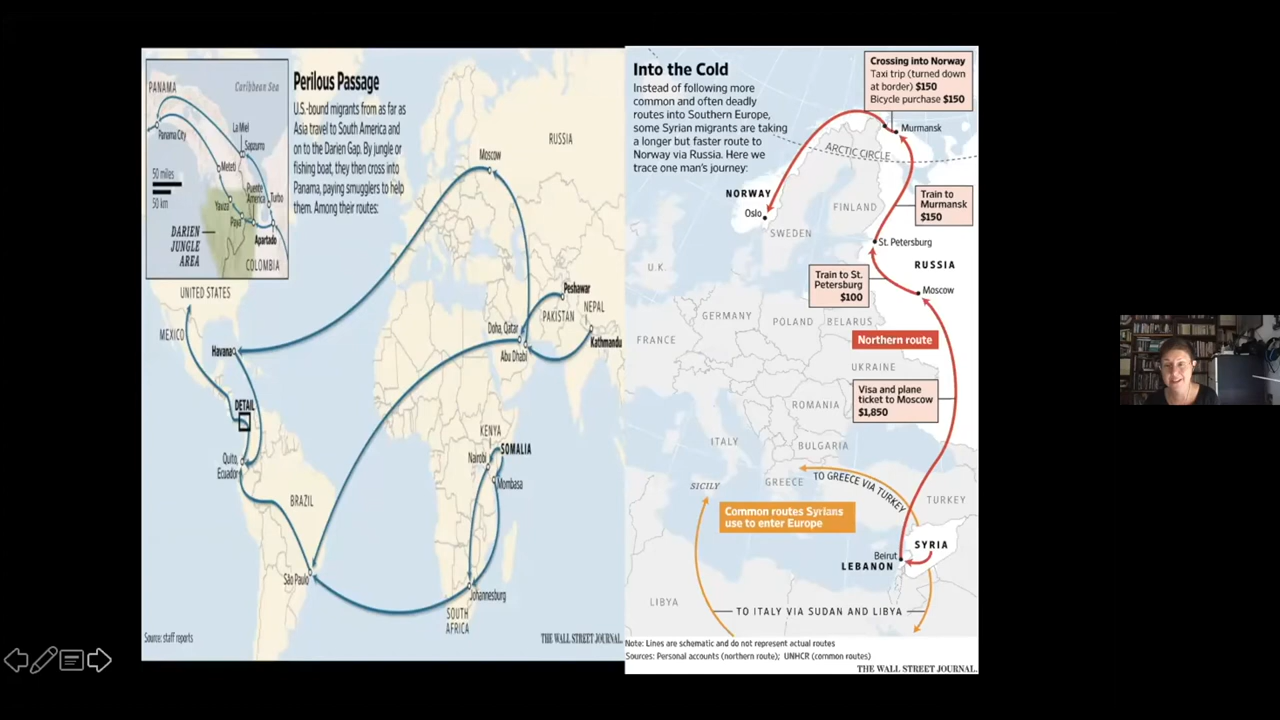 Perilous Passage
U.S.-bound migrants from as far as
Asia travel to South America and
on to the Darien Gap. By jungle or
fishing boat, they then cross into
Panama, paying smugglers to help
them. Among their routes:
PANAMA
Caribbean Sea
Panama City
La Miel
Sapzurro
Metetí
50 miles
50 km
Puente
America
Yaviza
Turbo
Paya
DARIEN
JUNGLE
AREA
Apartado
COLOMBIA
UNITED STATES
MEXICO
Havana
DETAIL
Quito,
Ecuador
BRAZIL
São Paulo
RUSSIA
Moscow
Peshawar
PAKISTAN
NEPAL
Kathmandu
Doha, Qatar
Abu Dhabi
KENYA
SOMALIA
Nairobi
Mombasa
Johannesburg
SOUTH
AFRICA
Source: staff reports
THE WALL STREET JOURNAL.
Into the Cold
Instead of following more
common and often deadly
routes into Southern Europe,
some Syrian migrants are taking
a longer but faster route to
Norway via Russia. Here we
trace one man's journey:
Crossing into Norway
Taxi trip (turned down
at border) $150
Bicycle purchase $150
Murmansk
ARCTIC CIRCLE
NORWAY
Oslo
SWEDEN
FINLAND
Train to
Murmansk
$150
St. Petersburg
RUSSIA
U.K.
Train to St.
Petersburg
$100
Moscow
GERMANY
POLAND
BELARUS
FRANCE
Northern route
UKRAINE
Visa and plane
ticket to Moscow
$1,850
ROMANIA
ITALY
BULGARIA
SICILY
GREECE
TO GREECE VIA TURKEY
TURKEY
Common routes Syrians
use to enter Europe
SYRIA
Beirut
LEBANON
LIBYA
TO ITALY VIA SUDAN AND LIBYA
Note: Lines are schematic and do not represent actual routes
Sources: Personal accounts (northern route); UNHCR (common routes)
THE WALL STREET JOURNAL.